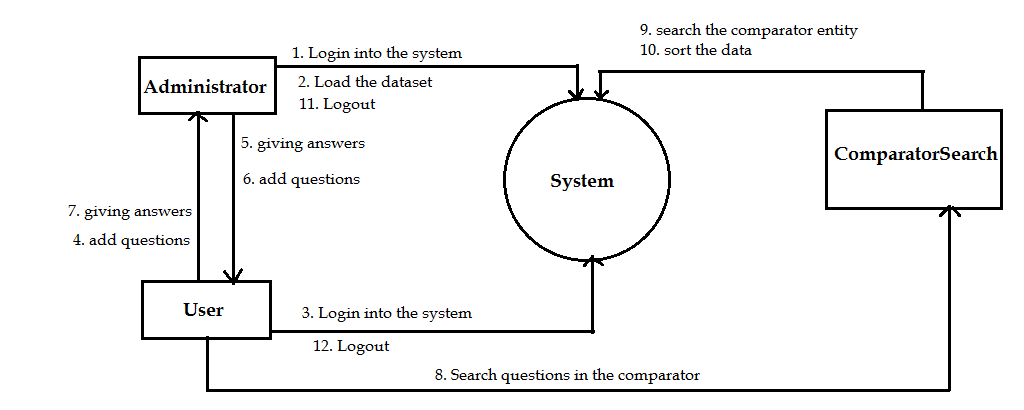 9. search the comparator entity
10. sort the data
1. Login into the system
Administrator
2. Load the dataset
11. Logout
5. giving answers
ComparatorSearch
6. add questions
System
7. giving answers
4. add questions
User
3. Login into the system
12. Logout
8. Search questions in the comparator